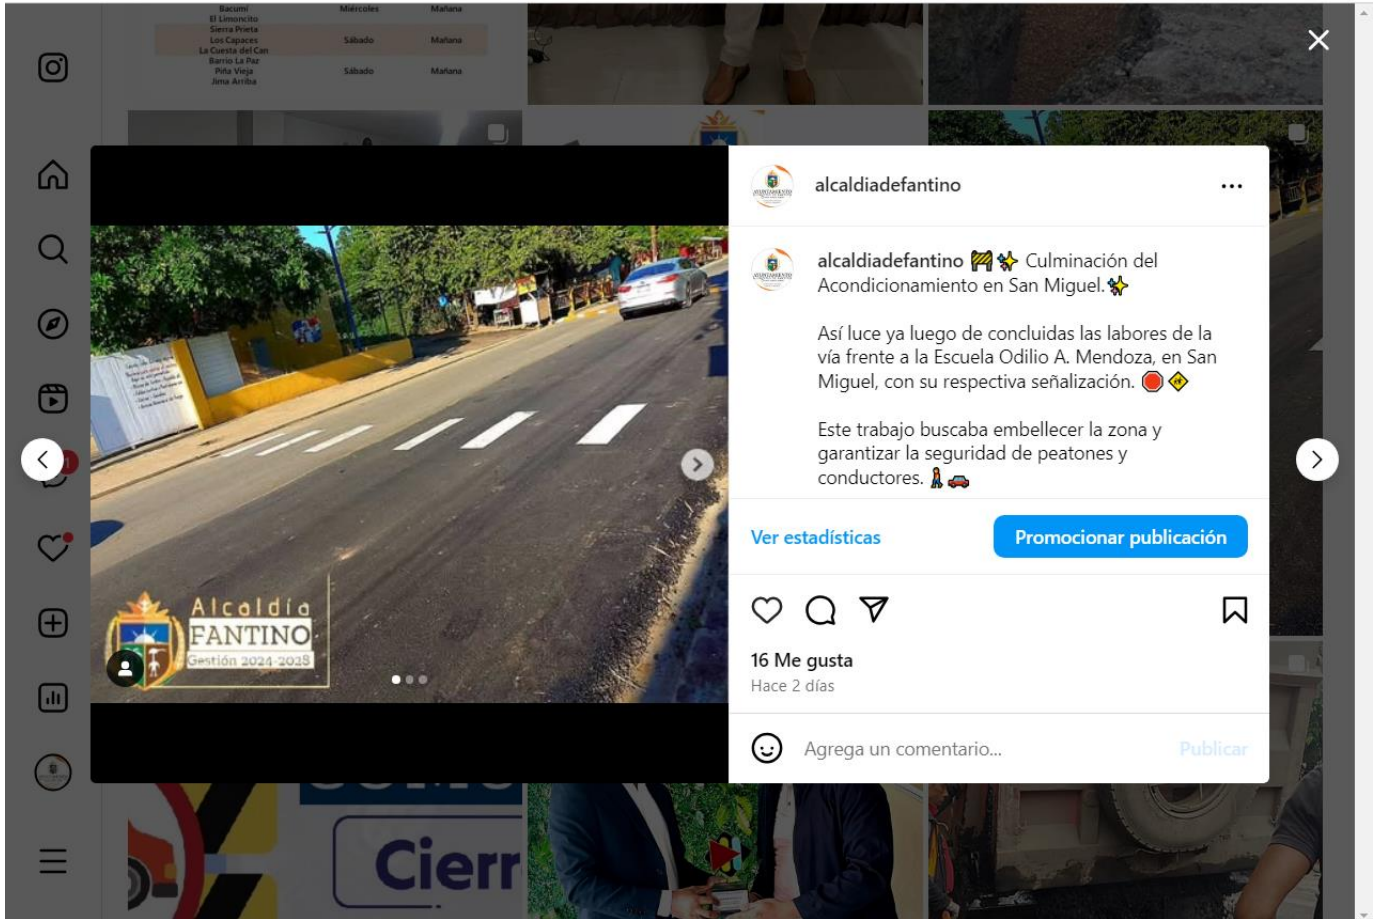 Bacumí Miércoles Mañana
El Limoncito
Sierra Prieta
Los Capaces Sábado Mañana
La Cuesta del Can
Barrio La Paz
Piña Vieja Sábado Mañana
Jima Arriba
alcaldiadefantino
alcaldiadefantino 🚧✨ Culminación del
Acondicionamiento en San Miguel.✨
Así luce ya luego de concluidas las labores de la
vía frente a la Escuela Odilio A. Mendoza, en San
Miguel, con su respectiva señalización. 🛑 🚸
Este trabajo buscaba embellecer la zona y
garantizar la seguridad de peatones y
conductores. 🚶🚗
Ver estadísticas
Promocionar publicación
16 Me gusta
Hace 2 días
Agrega un comentario...
Publicar
Alcaldía
FANTINO
Gestión 2024-2028
Cierr